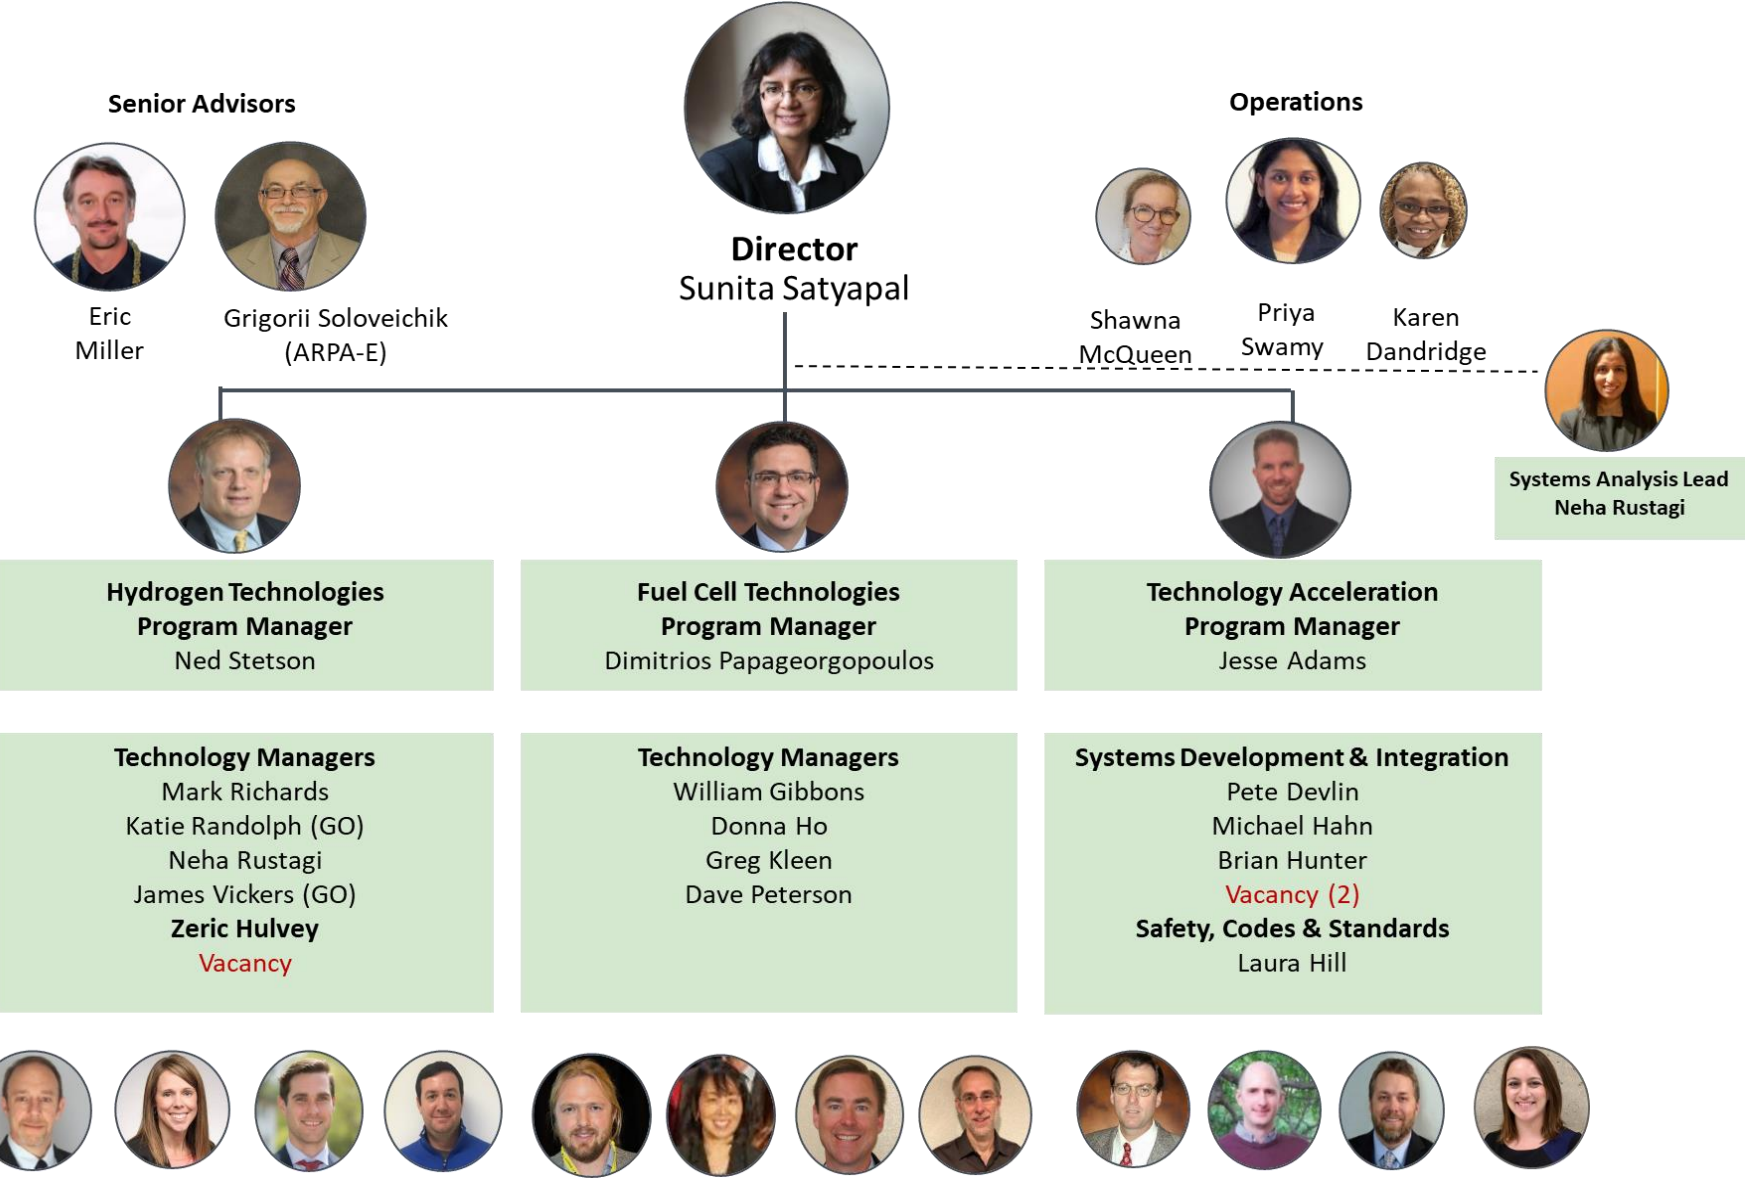 Senior Advisors
Eric
Miller
Grigorii Soloveichik
(ARPA-E)
Director
Sunita Satyapal
Operations
Shawna
McQueen
Priya
Swamy
Karen
Dandridge
Systems Analysis Lead
Neha Rustagi
Hydrogen Technologies
Program Manager
Ned Stetson
Fuel Cell Technologies
Program Manager
Dimitrios Papageorgopoulos
Technology Acceleration
Program Manager
Jesse Adams
Technology Managers
Mark Richards
Katie Randolph (GO)
Neha Rustagi
James Vickers (GO)
Zeric Hulvey
Vacancy
Technology Managers
William Gibbons
Donna Ho
Greg Kleen
Dave Peterson
Systems Development & Integration
Pete Devlin
Michael Hahn
Brian Hunter
Vacancy (2)
Safety, Codes & Standards
Laura Hill